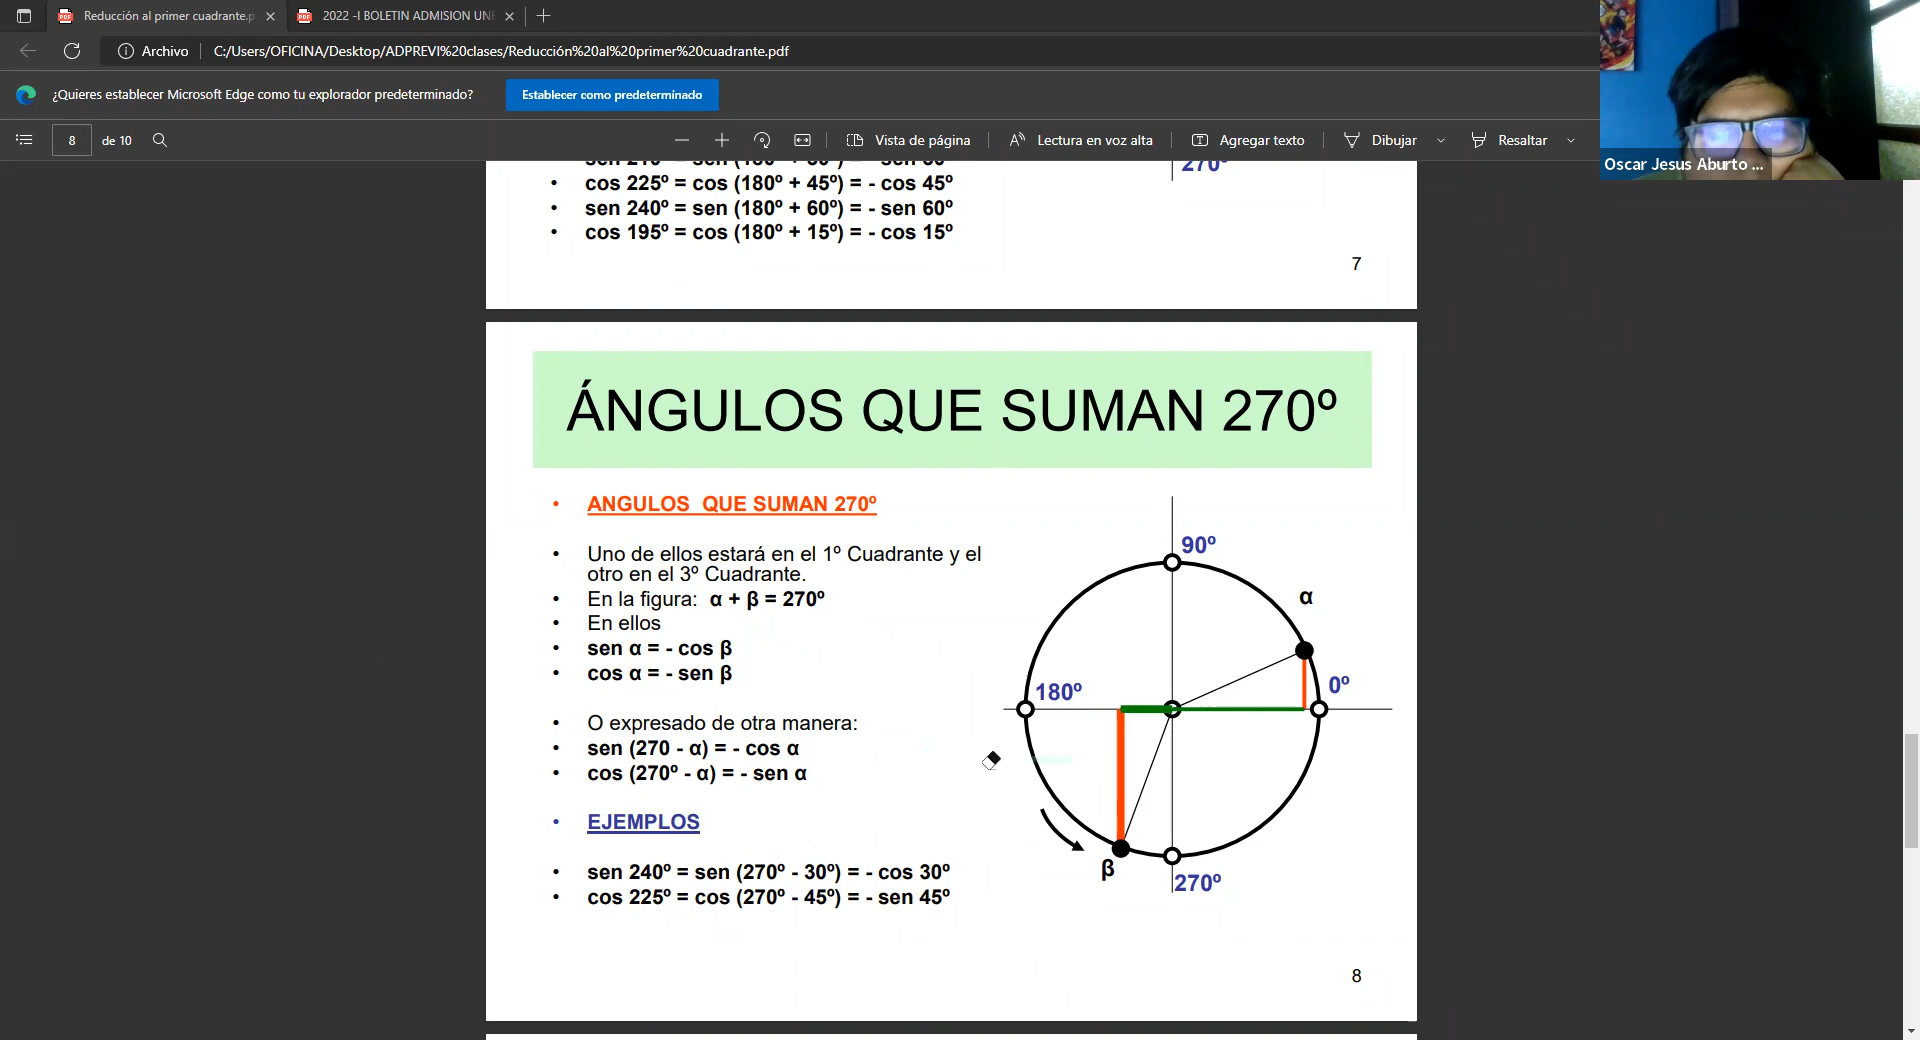 Reducción al primer cuadrante.p
2022 -I BOLETIN ADMISION UNF
Archivo
C:/Users/OFICINA/Desktop/ADPREVI%20clases/Reducción%20al%20primer%20cuadrante.pdf
¿Quieres establecer Microsoft Edge como tu explorador predeterminado?
Establecer como predeterminado
8 de 10
Vista de página
Lectura en voz alta
Agregar texto
Dibujar
Resaltar
Oscar Jesus Aburto ...
270º
• cos 225º = cos (180º + 45º) = - cos 45º
• sen 240º = sen (180º + 60º) = - sen 60º
• cos 195º = cos (180º + 15º) = - cos 15º
7
ÁNGULOS QUE SUMAN 270º
• ANGULOS QUE SUMAN 270º
• Uno de ellos estará en el 1º Cuadrante y el
otro en el 3º Cuadrante.
• En la figura: α + β = 270º
• En ellos
• sen α = - cos β
• cos α = - sen β
• O expresado de otra manera:
• sen (270 - α) = - cos α
• cos (270º - α) = - sen α
• EJEMPLOS
• sen 240º = sen (270º - 30º) = - cos 30º
• cos 225º = cos (270º - 45º) = - sen 45º
90º
α
180º
0º
β
270º
8